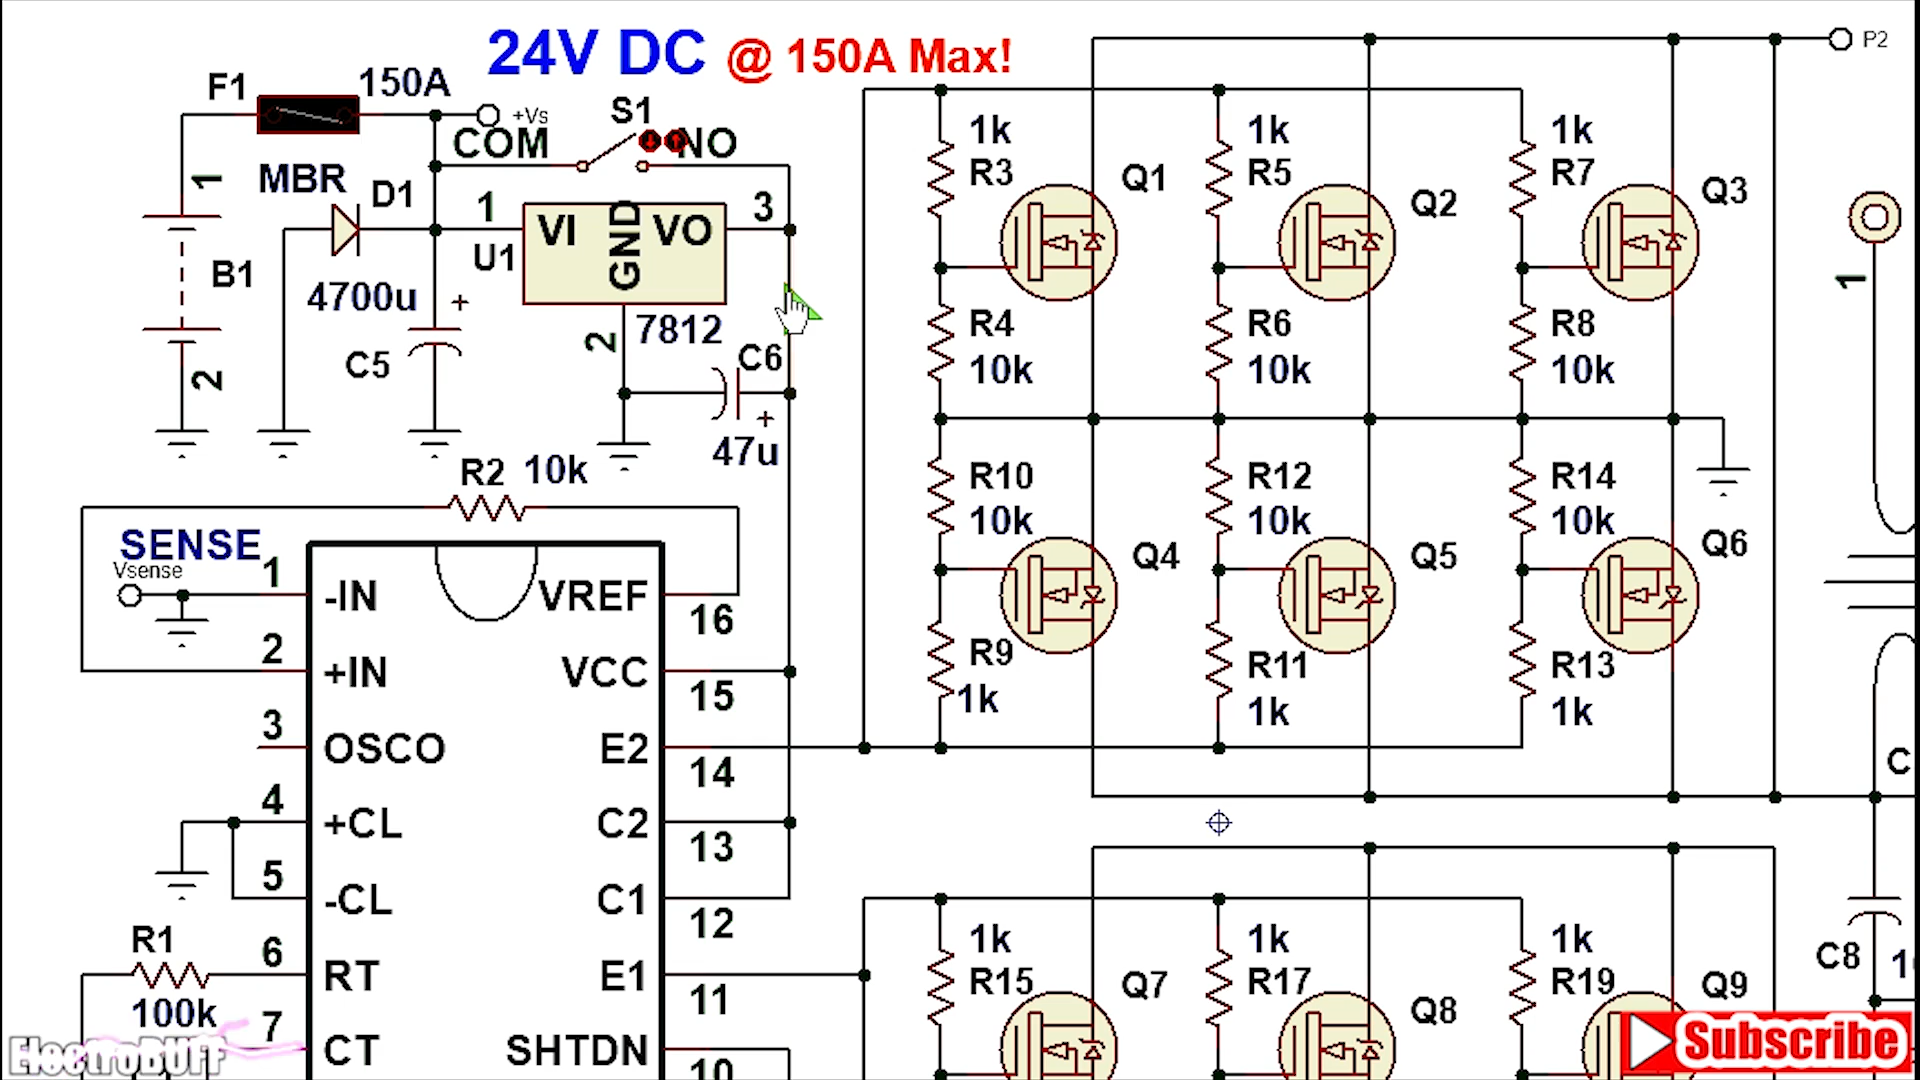 24V DC @ 150A Max!
F1 150A
+Vs
COM S1 NO
P2
MBR D1
1
2
B1
4700u +
C5
1 VI GND VO 3
U1
2 7812
C6
+
47u
R2 10k
SENSE
Vsense
1 -IN VREF 16
2 +IN VCC 15
3 OSCO E2 14
4 +CL C2 13
5 -CL C1 12
6 RT E1 11
7 CT SHTDN 10
R1
100k
1k R3 Q1
1k R5 Q2
1k R7 Q3
R4 10k
R6 10k
R8 10k
R10 10k Q4
R12 10k Q5
R14 10k Q6
R9 1k
R11 1k
R13 1k
1
C
1k R15 Q7
1k R17 Q8
1k R19 Q9
C8 1
ElectroBUFF
Subscribe